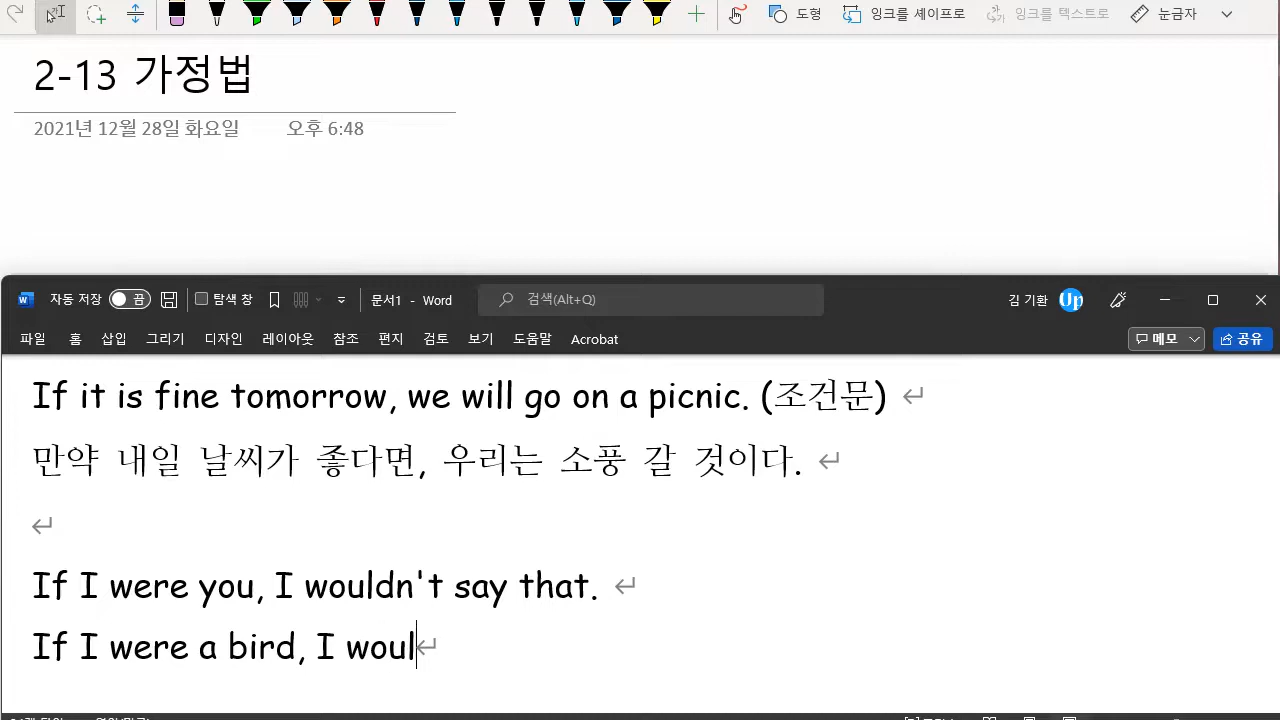 도형
잉크를 셰이프로
잉크를 텍스트로
눈금자
2-13 가정법
2021년 12월 28일 화요일 오후 6:48
자동 저장 끔
탐색 창
문서1 - Word
검색(Alt+Q)
김 기환
Up
파일 홈 삽입 그리기 디자인 레이아웃 참조 편지 검토 보기 도움말 Acrobat
메모
공유
If it is fine tomorrow, we will go on a picnic. (조건문)
만약 내일 날씨가 좋다면, 우리는 소풍 갈 것이다.
If I were you, I wouldn't say that.
If I were a bird, I woul